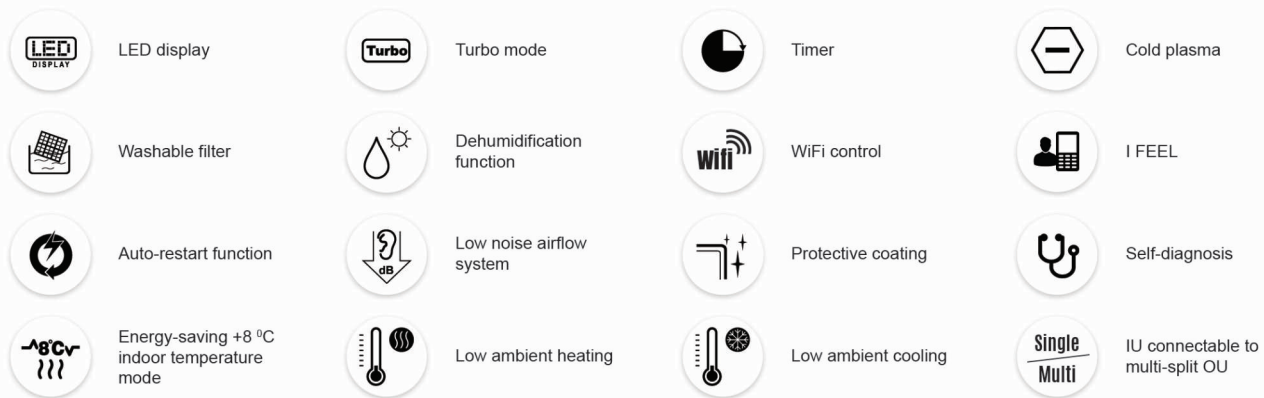 LED
DISPLAY
LED display
Turbo
Turbo mode
Timer
Cold plasma
Washable filter
Dehumidification
function
wifi
WiFi control
I FEEL
Auto-restart function
dB
Low noise airflow
system
Protective coating
Self-diagnosis
8°C
Energy-saving +8 ⁰C
indoor temperature
mode
Low ambient heating
Low ambient cooling
Single
Multi
IU connectable to
multi-split OU